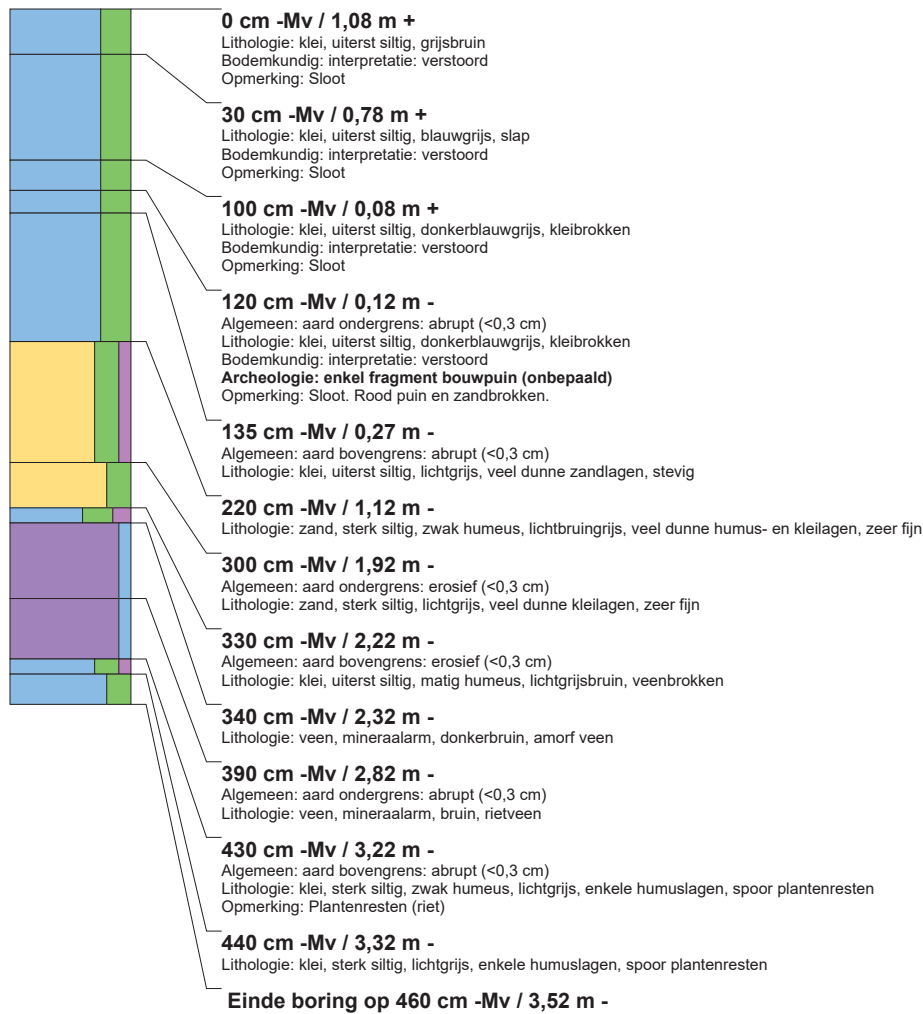 0 cm -Mv / 1,08 m +
Lithologie: klei, uiterst siltig, grijsbruin
Bodemkundig: interpretatie: verstoord
Opmerking: Sloot
30 cm -Mv / 0,78 m +
Lithologie: klei, uiterst siltig, blauwgrijs, slap
Bodemkundig: interpretatie: verstoord
Opmerking: Sloot
100 cm -Mv / 0,08 m +
Lithologie: klei, uiterst siltig, donkerblauwgrijs, kleibrokken
Bodemkundig: interpretatie: verstoord
Opmerking: Sloot
120 cm -Mv / 0,12 m -
Algemeen: aard ondergrens: abrupt (<0,3 cm)
Lithologie: klei, uiterst siltig, donkerblauwgrijs, kleibrokken
Bodemkundig: interpretatie: verstoord
Archeologie: enkel fragment bouwpuin (onbepaald)
Opmerking: Sloot. Rood puin en zandbrokken.
135 cm -Mv / 0,27 m -
Algemeen: aard bovengrens: abrupt (<0,3 cm)
Lithologie: klei, uiterst siltig, lichtgrijs, veel dunne zandlagen, stevig
220 cm -Mv / 1,12 m -
Lithologie: zand, sterk siltig, zwak humeus, lichtbruingrijs, veel dunne humus- en kleilagen, zeer fijn
300 cm -Mv / 1,92 m -
Algemeen: aard ondergrens: erosief (<0,3 cm)
Lithologie: zand, sterk siltig, lichtgrijs, veel dunne kleilagen, zeer fijn
330 cm -Mv / 2,22 m -
Algemeen: aard bovengrens: erosief (<0,3 cm)
Lithologie: klei, uiterst siltig, matig humeus, lichtgrijsbruin, veenbrokken
340 cm -Mv / 2,32 m -
Lithologie: veen, mineraalarm, donkerbruin, amorf veen
390 cm -Mv / 2,82 m -
Algemeen: aard ondergrens: abrupt (<0,3 cm)
Lithologie: veen, mineraalarm, bruin, rietveen
430 cm -Mv / 3,22 m -
Algemeen: aard bovengrens: abrupt (<0,3 cm)
Lithologie: klei, sterk siltig, zwak humeus, lichtgrijs, enkele humuslagen, spoor plantenresten
Opmerking: Plantenresten (riet)
440 cm -Mv / 3,32 m -
Lithologie: klei, sterk siltig, lichtgrijs, enkele humuslagen, spoor plantenresten
Einde boring op 460 cm -Mv / 3,52 m -